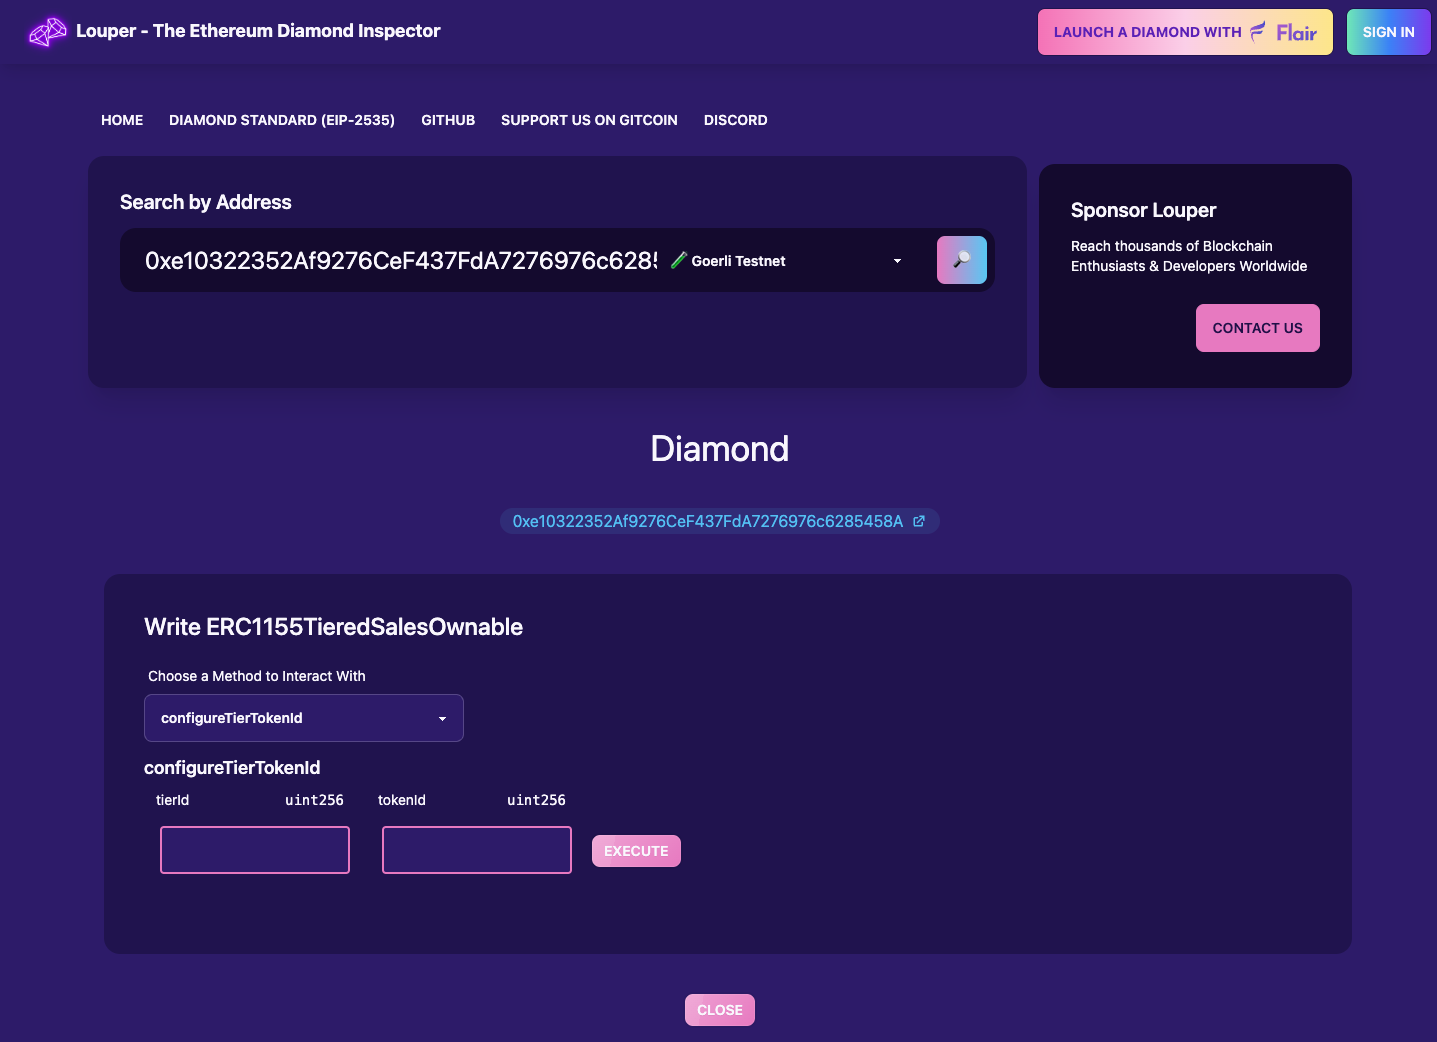 Louper - The Ethereum Diamond Inspector
LAUNCH A DIAMOND WITH Flair
SIGN IN
HOME DIAMOND STANDARD (EIP-2535) GITHUB SUPPORT US ON GITCOIN DISCORD
Search by Address
0xe10322352Af9276CeF437FdA7276976c6285 Goerli Testnet
Sponsor Louper
Reach thousands of Blockchain
Enthusiasts & Developers Worldwide
CONTACT US
Diamond
0xe10322352Af9276CeF437FdA7276976c6285458A
Write ERC1155TieredSalesOwnable
Choose a Method to Interact With
configureTierTokenId
configureTierTokenId
tierId uint256 tokenId uint256
EXECUTE
CLOSE